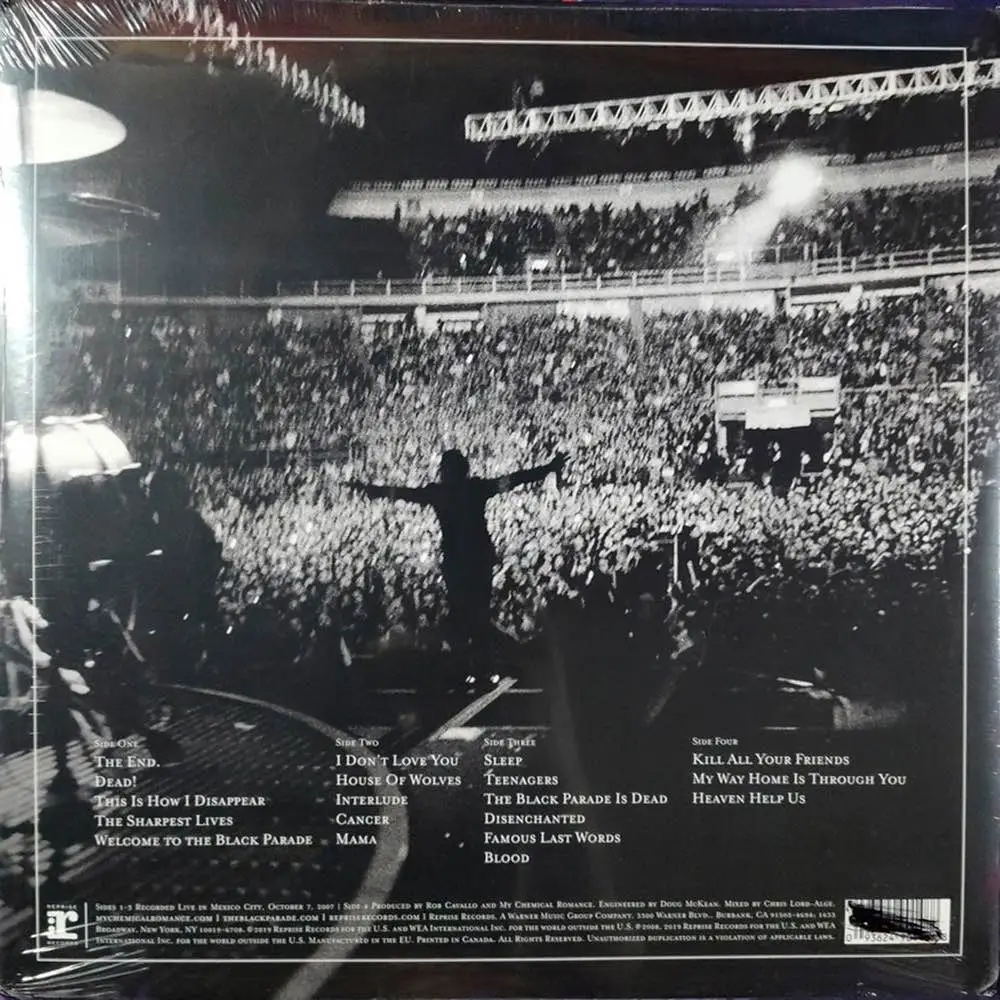 Side One
The End.
Dead!
This Is How I Disappear
The Sharpest Lives
Welcome to the Black Parade
Side Two
I Don't Love You
House Of Wolves
Interlude
Cancer
Mama
Side Three
Sleep
Teenagers
The Black Parade Is Dead
Disenchanted
Famous Last Words
Blood
Side Four
Kill All Your Friends
My Way Home Is Through You
Heaven Help Us
REPRISE
r
RECORDS
Sides 1-3 Recorded Live in Mexico City, October 7, 2007 | Side 4 Produced by Rob Cavallo and My Chemical Romance. Engineered by Doug McKean. Mixed by Chris Lord-Alge.
mychemicalromance.com | theblackparade.com | repriserecords.com | Reprise Records. A Warner Music Group Company. 3300 Warner Blvd., Burbank, CA 91505-4694; 1633
Broadway, New York, NY 10019-6708. ©2019 Reprise Records for the U.S. and WEA International Inc. for the world outside the U.S. ℗2008, 2019 Reprise Records for the U.S. and WEA
International Inc. for the world outside the U.S. Manufactured in the EU. Printed in Canada. All Rights Reserved. Unauthorized duplication is a violation of applicable laws.
0 93624